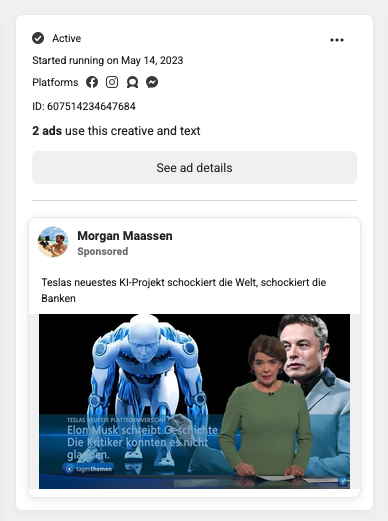 Active
Started running on May 14, 2023
Platforms
ID: 607514234647684
2 ads use this creative and text
See ad details
Morgan Maassen
Sponsored
Teslas neuestes KI-Projekt schockiert die Welt, schockiert die
Banken
TESLAS NEUESTE PLATTFORMVERSION
Elon Musk schreibt Geschichte
Die Kritiker konnten es nicht
glauben.
tagesthemen